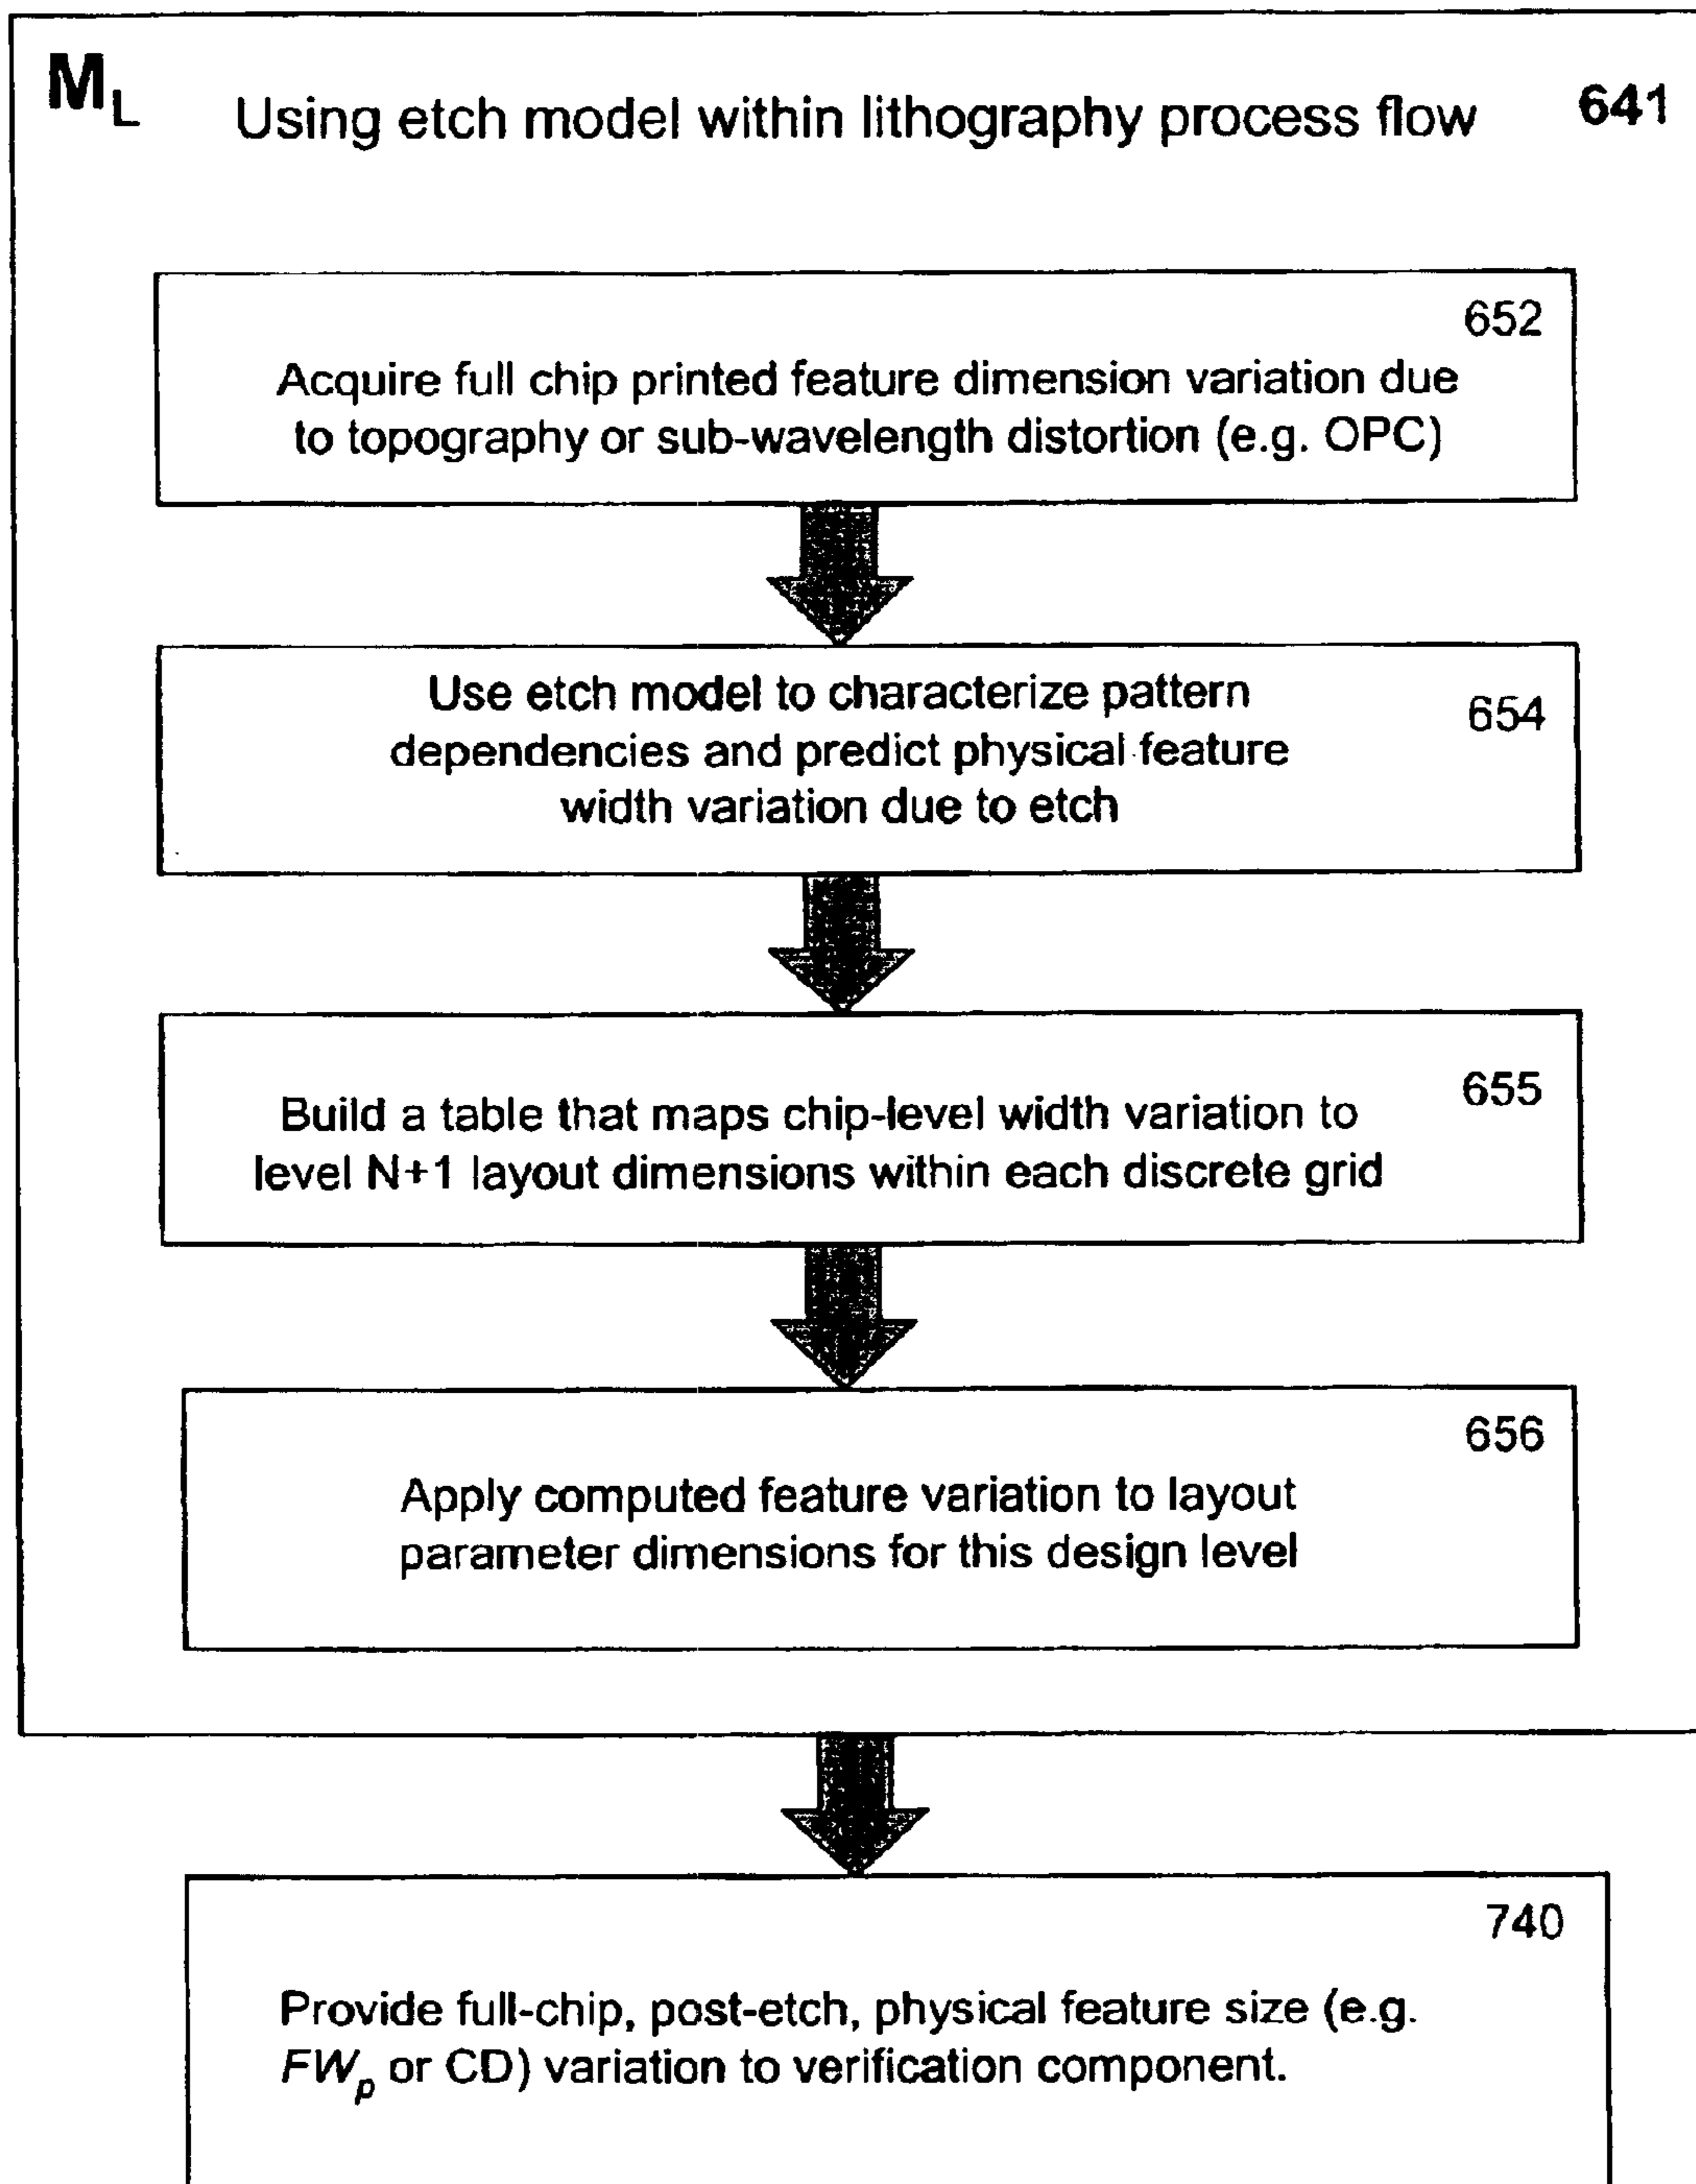 M_L Using etch model within lithography process flow 641
652
Acquire full chip printed feature dimension variation due
to topography or sub-wavelength distortion (e.g. OPC)
Use etch model to characterize pattern
654
dependencies and predict physical feature
width variation due to etch
655
Build a table that maps chip-level width variation to
level N+1 layout dimensions within each discrete grid
656
Apply computed feature variation to layout
parameter dimensions for this design level
740
Provide full-chip, post-etch, physical feature size (e.g.
FW_p or CD) variation to verification component.